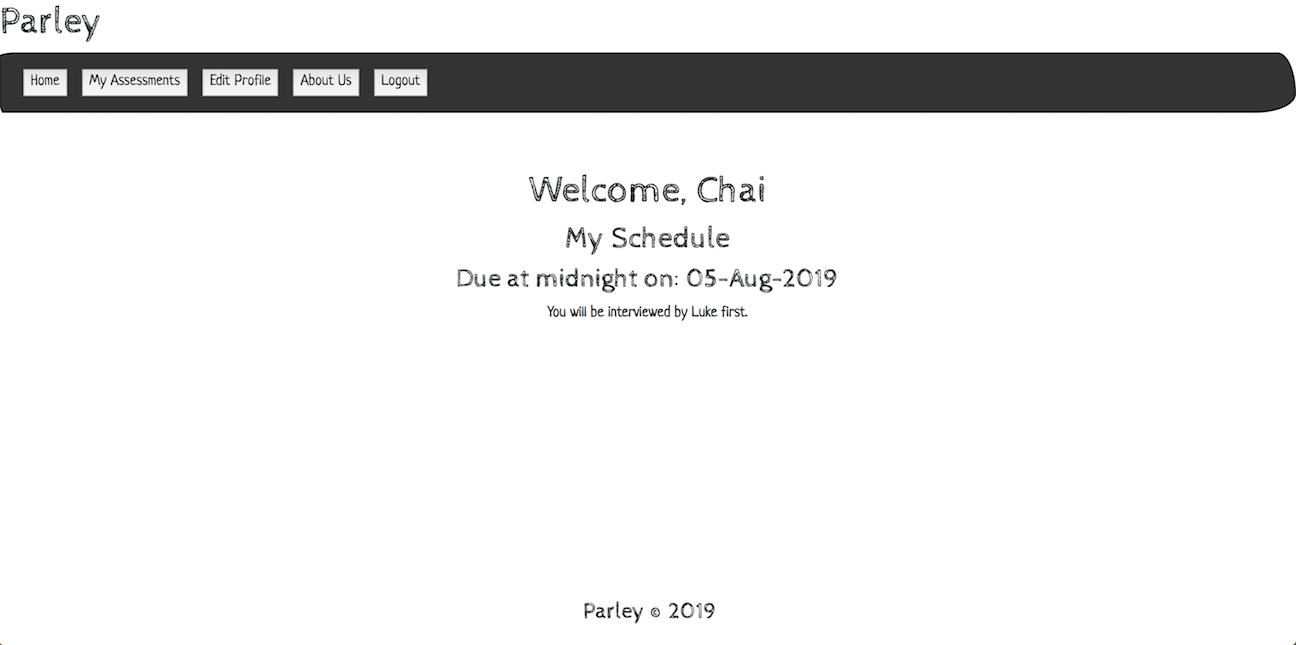 Parley
Home My Assessments Edit Profile About Us Logout
Welcome, Chai
My Schedule
Due at midnight on: 05-Aug-2019
You will be interviewed by Luke first.
Parley © 2019